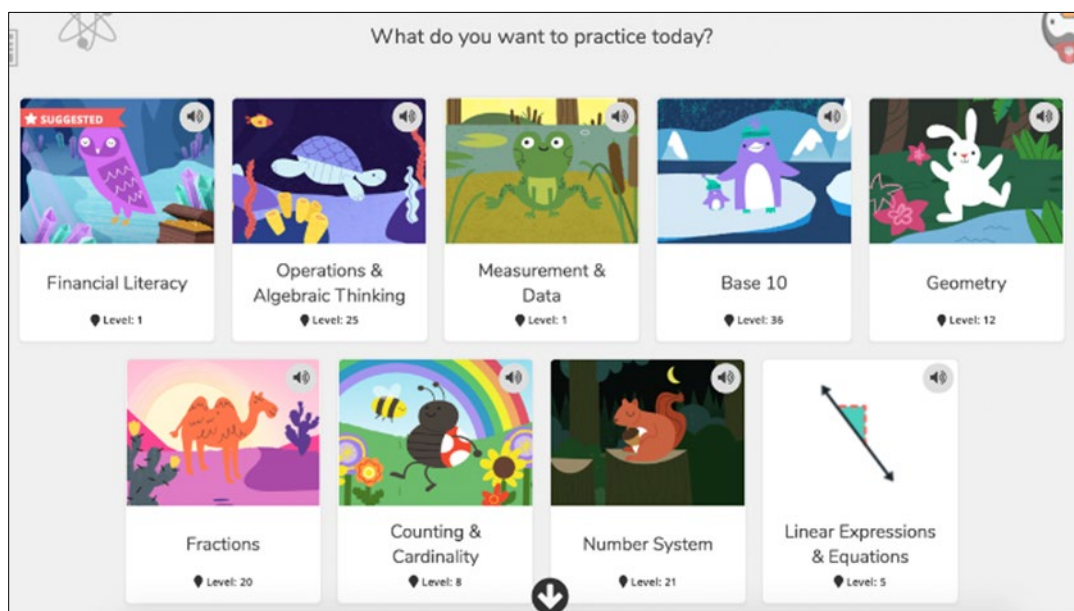 What do you want to practice today?
SUGGESTED
Financial Literacy
Level: 1
Operations &
Algebraic Thinking
Level: 25
Measurement &
Data
Level: 1
Base 10
Level: 36
Geometry
Level: 12
Fractions
Level: 20
Counting &
Cardinality
Level: 8
Number System
Level: 21
Linear Expressions
& Equations
Level: 5